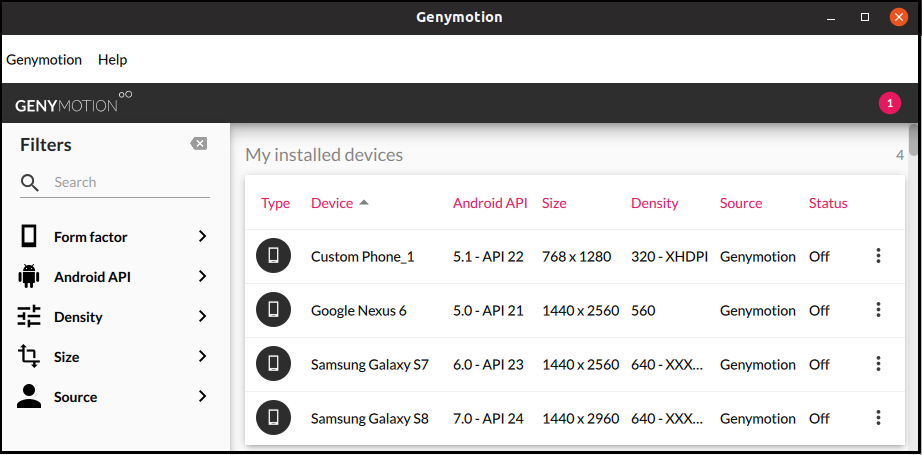 Genymotion
Genymotion Help
GENYMOTION 1
Filters
Search
Form factor
Android API
Density
Size
Source
My installed devices 4
Type Device Android API Size Density Source Status
Custom Phone_1 5.1 - API 22 768 x 1280 320 - XHDPI Genymotion Off
Google Nexus 6 5.0 - API 21 1440 x 2560 560 Genymotion Off
Samsung Galaxy S7 6.0 - API 23 1440 x 2560 640 - XXX... Genymotion Off
Samsung Galaxy S8 7.0 - API 24 1440 x 2960 640 - XXX... Genymotion Off